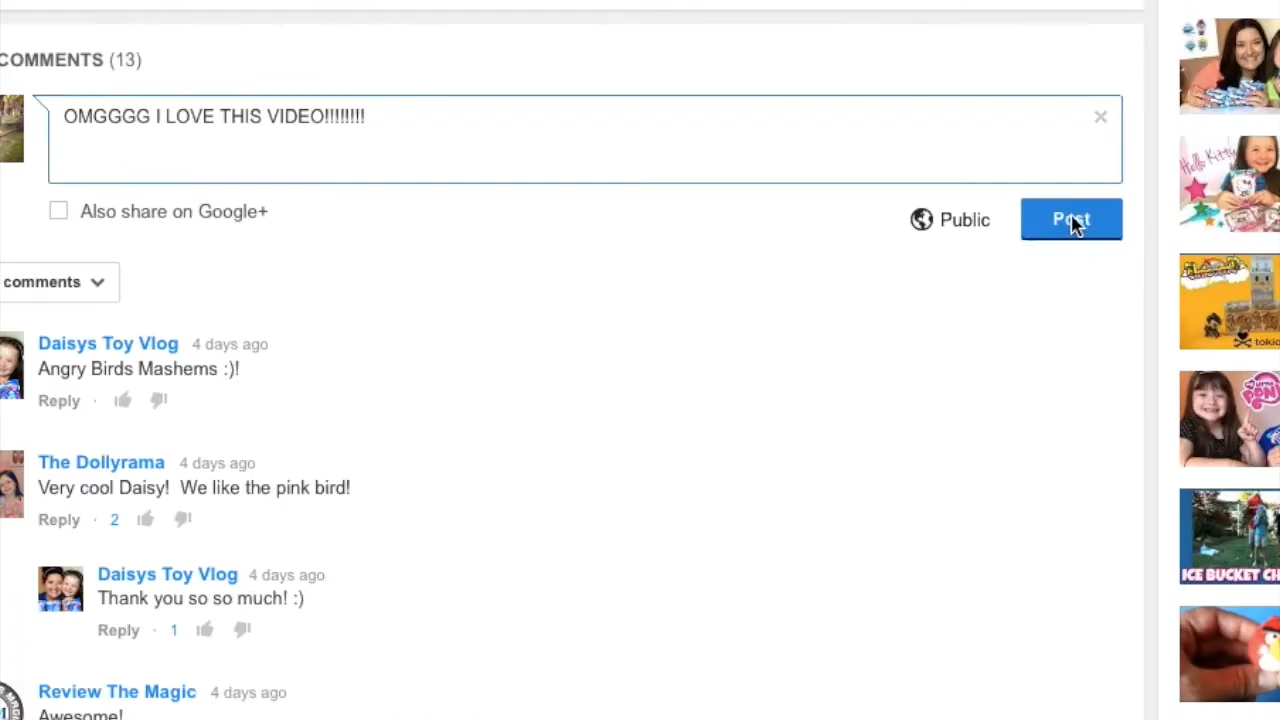 COMMENTS (13)
OMGGGG I LOVE THIS VIDEO!!!!!!!!
Also share on Google+
Public
Post
comments
Daisys Toy Vlog 4 days ago
Angry Birds Mashems :)!
Reply ·
The Dollyrama 4 days ago
Very cool Daisy! We like the pink bird!
Reply · 2
Daisys Toy Vlog 4 days ago
Thank you so so much! :)
Reply · 1
Review The Magic 4 days ago
Awesome!
Hello Kitty
ICE BUCKET CH